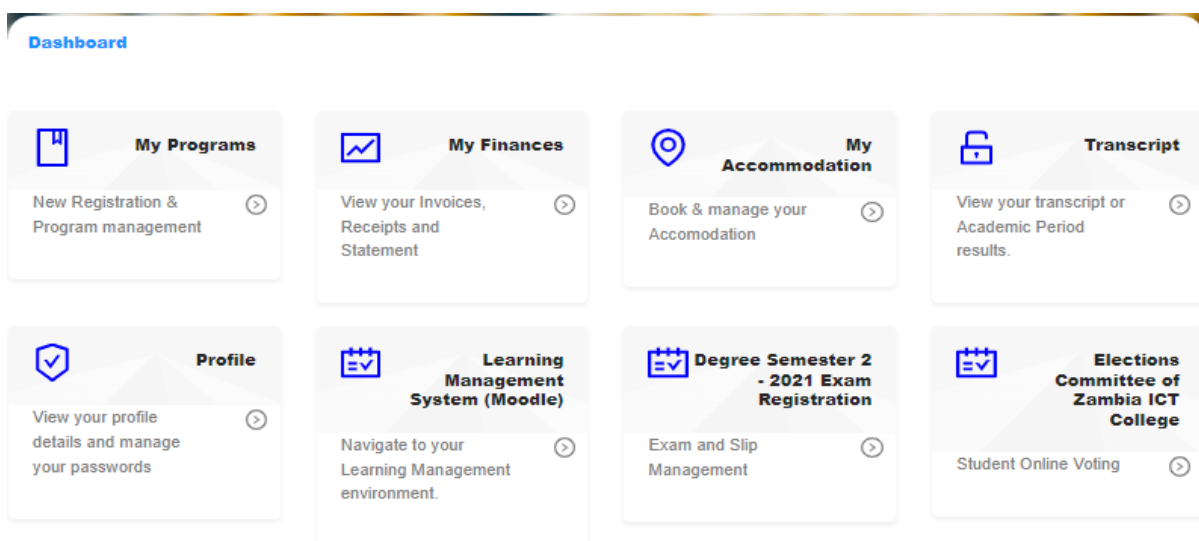 Dashboard
My Programs
New Registration &
Program management
My Finances
View your Invoices,
Receipts and
Statement
My
Accommodation
Book & manage your
Accomodation
Transcript
View your transcript or
Academic Period
results.
Profile
View your profile
details and manage
your passwords
Learning
Management
System (Moodle)
Navigate to your
Learning Management
environment.
Degree Semester 2
- 2021 Exam
Registration
Exam and Slip
Management
Elections
Committee of
Zambia ICT
College
Student Online Voting